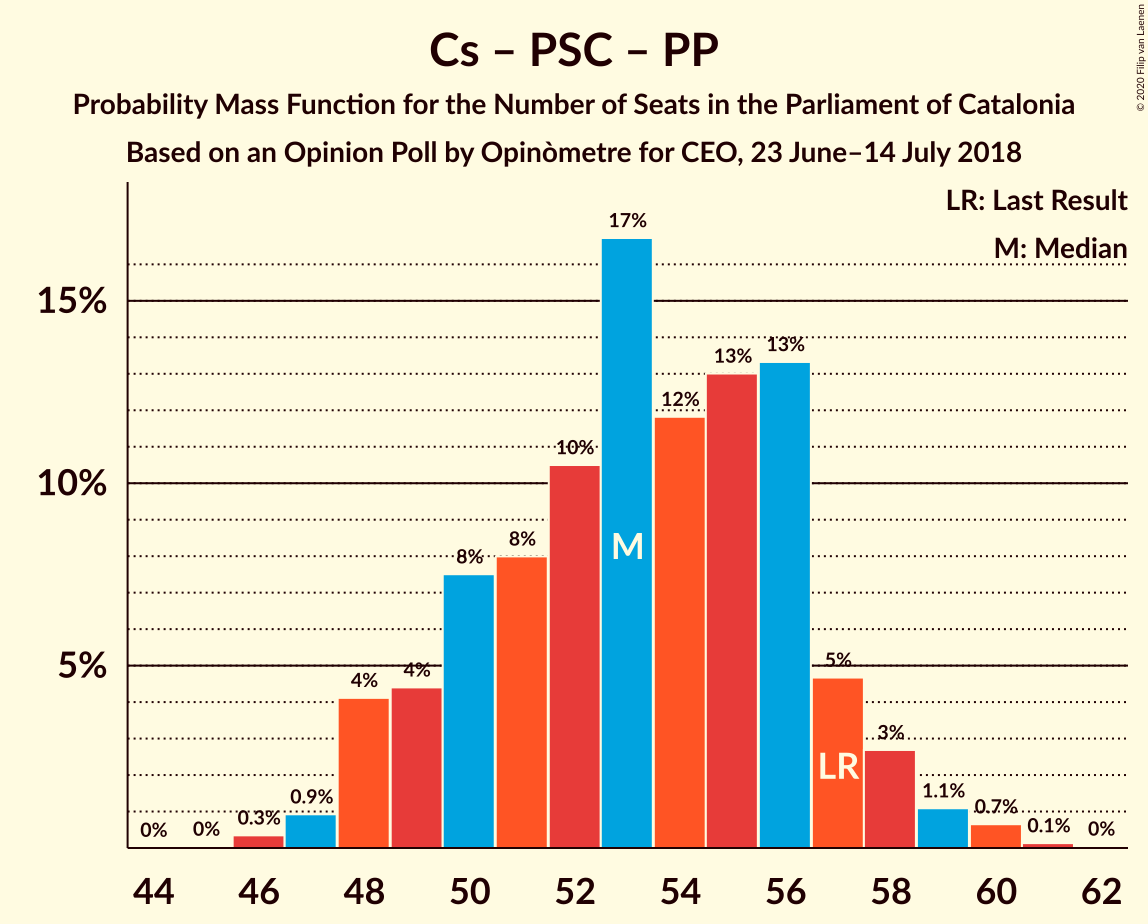 Cs – PSC – PP
Probability Mass Function for the Number of Seats in the Parliament of Catalonia
Based on an Opinion Poll by Opinòmetre for CEO, 23 June–14 July 2018
© 2020 Filip van Laenen
LR: Last Result
M: Median
15%
10%
5%
0%
0%
0.3%
0.9%
4%
4%
8%
8%
10%
17%
12%
13%
13%
5%
3%
1.1%
0.7%
0.1%
0%
M
LR
44 46 48 50 52 54 56 58 60 62